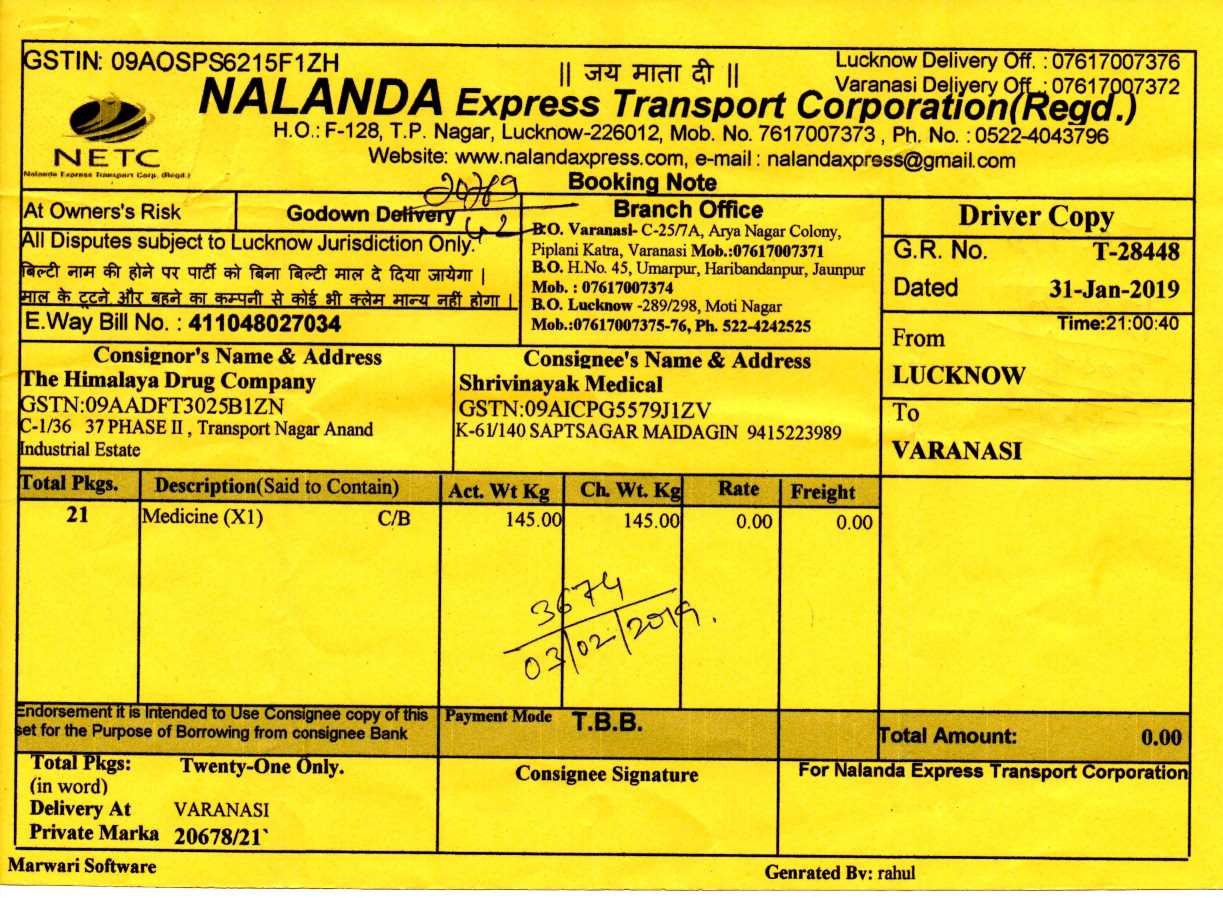 GSTIN: 09AQSPS6215F1ZH
|| जय माता दी ||
Lucknow Delivery Off. : 07617007376
Varanasi Deliyery Off. : 07617007372
NALANDA Express Transport Corporation(Regd.)
H.O.: F-128, T.P. Nagar, Lucknow-226012, Mob. No. 7617007373 , Ph. No. : 0522-4043796
Website: www.nalandaxpress.com, e-mail : nalandaxpress@gmail.com
NETC
Nalanda Express Transport Corp. (Regd.)
Booking Note
At Owners's Risk
Godown Delivery
All Disputes subject to Lucknow Jurisdiction Only.
बिल्टी नाम की होने पर पार्टी को बिना बिल्टी माल दे दिया जायेगा |
माल के टूटने और बहने का कम्पनी से कोई भी क्लेम मान्य नहीं होगा |
E.Way Bill No. : 411048027034
Branch Office
B.O. Varanasi- C-25/7A, Arya Nagar Colony,
Piplani Katra, Varanasi Mob.:07617007371
B.O. H.No. 45, Umarpur, Haribandanpur, Jaunpur
Mob. : 07617007374
B.O. Lucknow -289/298, Moti Nagar
Mob.:07617007375-76, Ph. 522-4242525
Driver Copy
G.R. No. T-28448
Dated 31-Jan-2019
Time:21:00:40
From
LUCKNOW
To
VARANASI
Consignor's Name & Address
The Himalaya Drug Company
GSTN:09AADFT3025B1ZN
C-1/36 37 PHASE II , Transport Nagar Anand
Industrial Estate
Consignee's Name & Address
Shrivinayak Medical
GSTN:09AICPG5579J1ZV
K-61/140 SAPTSAGAR MAIDAGIN 9415223989
Total Pkgs. Description(Said to Contain) Act. Wt Kg Ch. Wt. Kg Rate Freight
21 Medicine (X1) C/B 145.00 145.00 0.00 0.00
3674
03/02/2019.
Endorsement it is Intended to Use Consignee copy of this
set for the Purpose of Borrowing from consignee Bank
Payment Mode T.B.B.
Total Amount: 0.00
Total Pkgs: Twenty-One Only.
(in word)
Delivery At VARANASI
Private Marka 20678/21`
Consignee Signature
For Nalanda Express Transport Corporation
Marwari Software
Genrated By: rahul